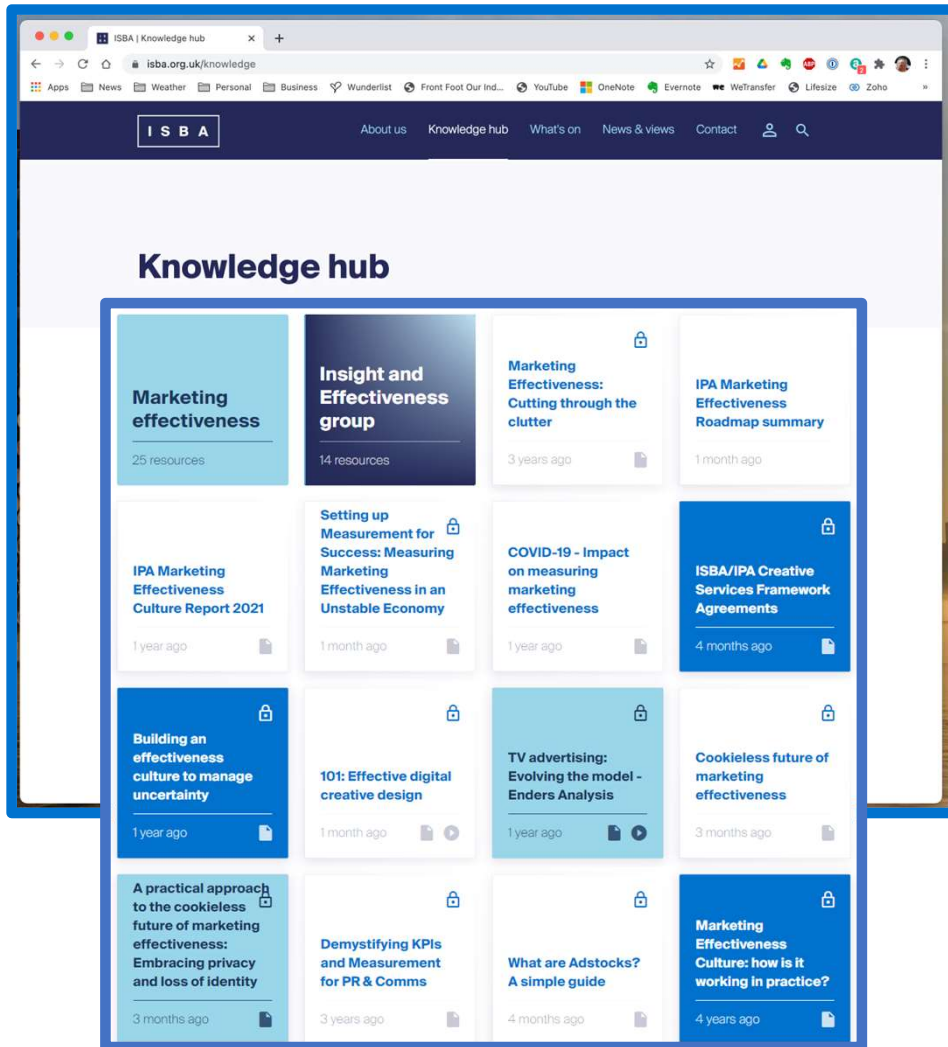 ISBA | Knowledge hub
isba.org.uk/knowledge
Apps News Weather Personal Business Wunderlist Front Foot Our Ind... YouTube OneNote Evernote WeTransfer Lifesize Zoho »
ISBA
About us Knowledge hub What's on News & views Contact
Knowledge hub
Marketing
effectiveness
25 resources
Insight and
Effectiveness
group
14 resources
Marketing
Effectiveness:
Cutting through the
clutter
3 years ago
IPA Marketing
Effectiveness
Roadmap summary
1 month ago
IPA Marketing
Effectiveness
Culture Report 2021
1 year ago
Setting up
Measurement for
Success: Measuring
Marketing
Effectiveness in an
Unstable Economy
1 month ago
COVID-19 - Impact
on measuring
marketing
effectiveness
1 year ago
ISBA/IPA Creative
Services Framework
Agreements
4 months ago
Building an
effectiveness
culture to manage
uncertainty
1 year ago
101: Effective digital
creative design
1 month ago
TV advertising:
Evolving the model -
Enders Analysis
1 year ago
Cookieless future of
marketing
effectiveness
3 months ago
A practical approach
to the cookieless
future of marketing
effectiveness:
Embracing privacy
and loss of identity
3 months ago
Demystifying KPIs
and Measurement
for PR & Comms
3 years ago
What are Adstocks?
A simple guide
4 months ago
Marketing
Effectiveness
Culture: how is it
working in practice?
4 years ago